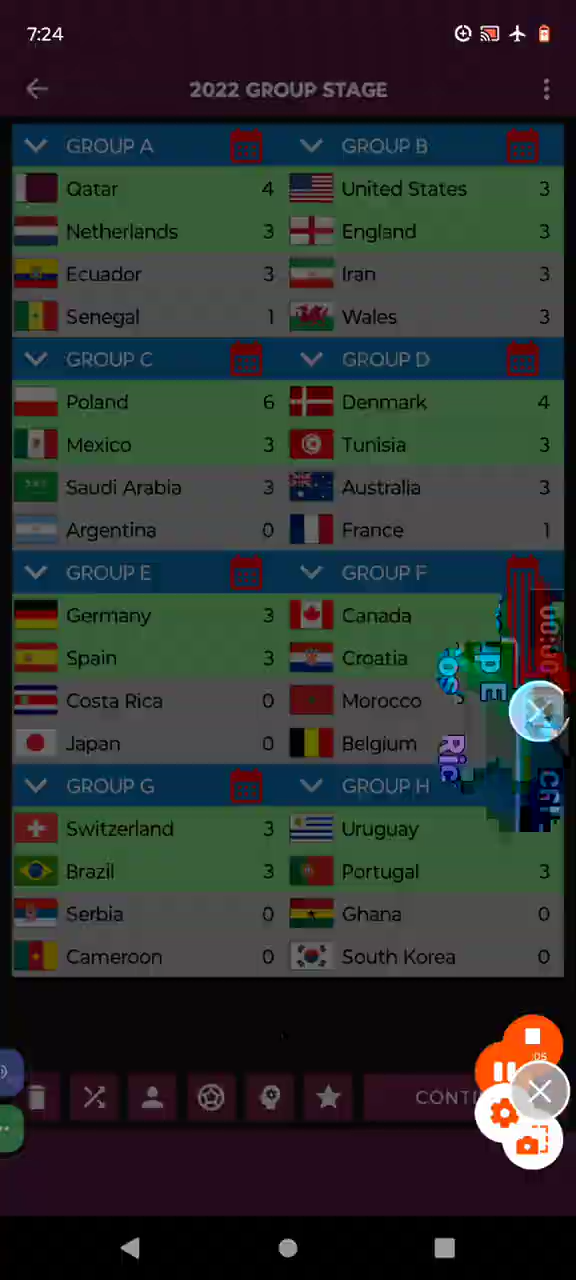 7:24
2022 GROUP STAGE
GROUP A
Qatar 4
Netherlands 3
Ecuador 3
Senegal 1
GROUP B
United States 3
England 3
Iran 3
Wales 3
GROUP C
Poland 6
Mexico 3
Saudi Arabia 3
Argentina 0
GROUP D
Denmark 4
Tunisia 3
Australia 3
France 1
GROUP E
Germany 3
Spain 3
Costa Rica 0
Japan 0
GROUP F
Canada
Croatia
Morocco
Belgium
GROUP G
Switzerland 3
Brazil 3
Serbia 0
Cameroon 0
GROUP H
Uruguay
Portugal 3
Ghana 0
South Korea 0
CONTI
:05